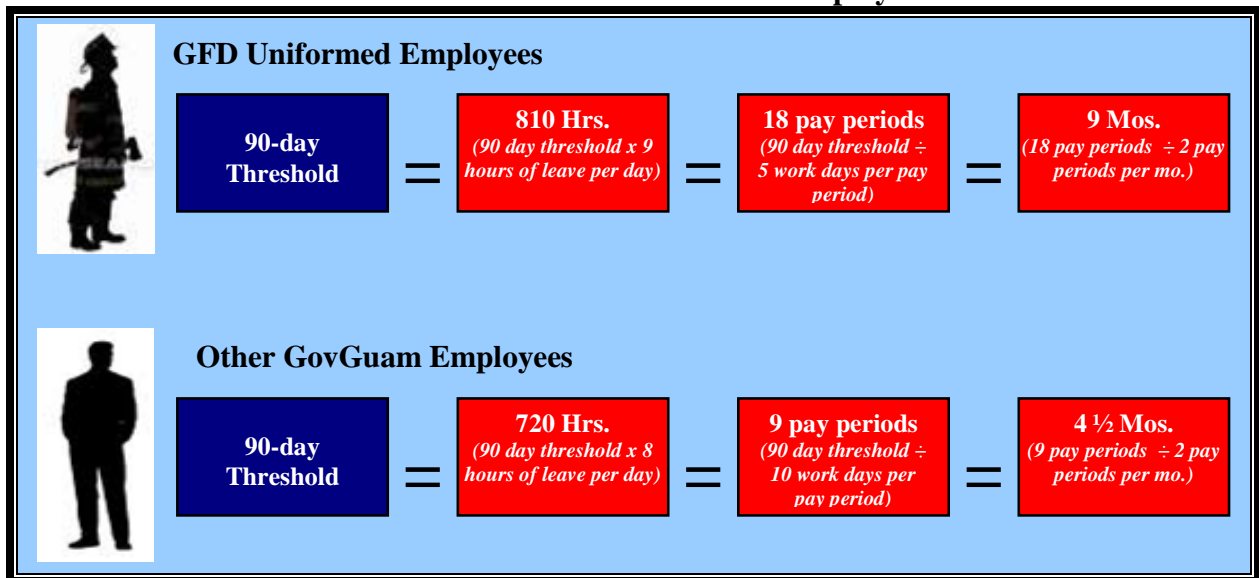 GFD Uniformed Employees
90-day
Threshold
=
810 Hrs.
(90 day threshold x 9
hours of leave per day)
=
18 pay periods
(90 day threshold ÷
5 work days per pay
period)
=
9 Mos.
(18 pay periods ÷ 2 pay
periods per mo.)
Other GovGuam Employees
90-day
Threshold
=
720 Hrs.
(90 day threshold x 8
hours of leave per day)
=
9 pay periods
(90 day threshold ÷
10 work days per
pay period)
=
4 ½ Mos.
(9 pay periods ÷ 2 pay
periods per mo.)